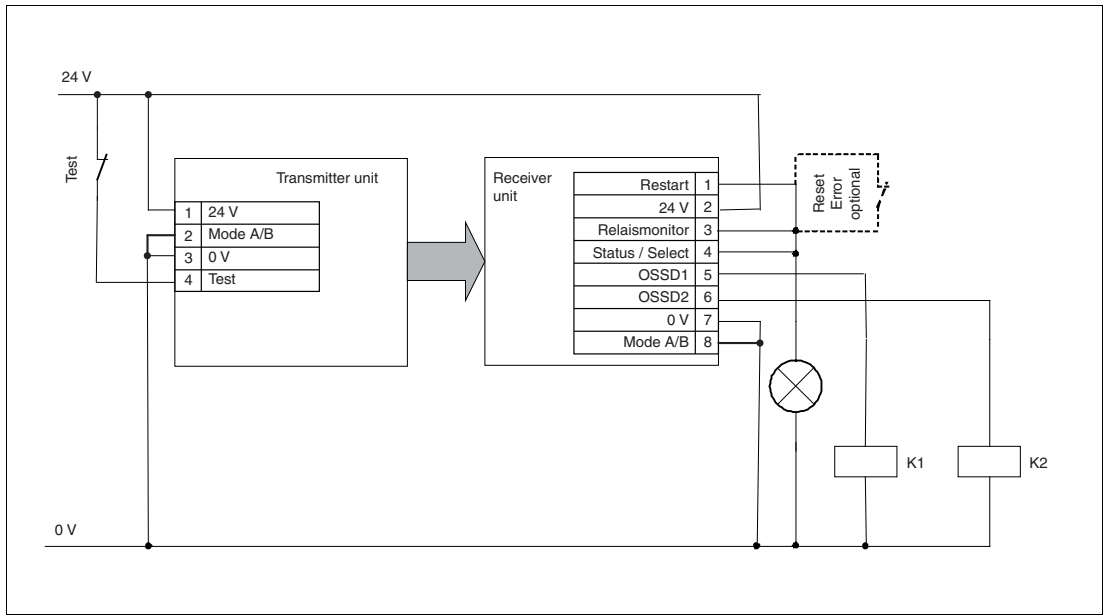 24 V
Test
Transmitter unit
1 24 V
2 Mode A/B
3 0 V
4 Test
Receiver
unit
Restart 1
24 V 2
Relaismonitor 3
Status / Select 4
OSSD1 5
OSSD2 6
0 V 7
Mode A/B 8
Reset
Error
optional
K1
K2
0 V